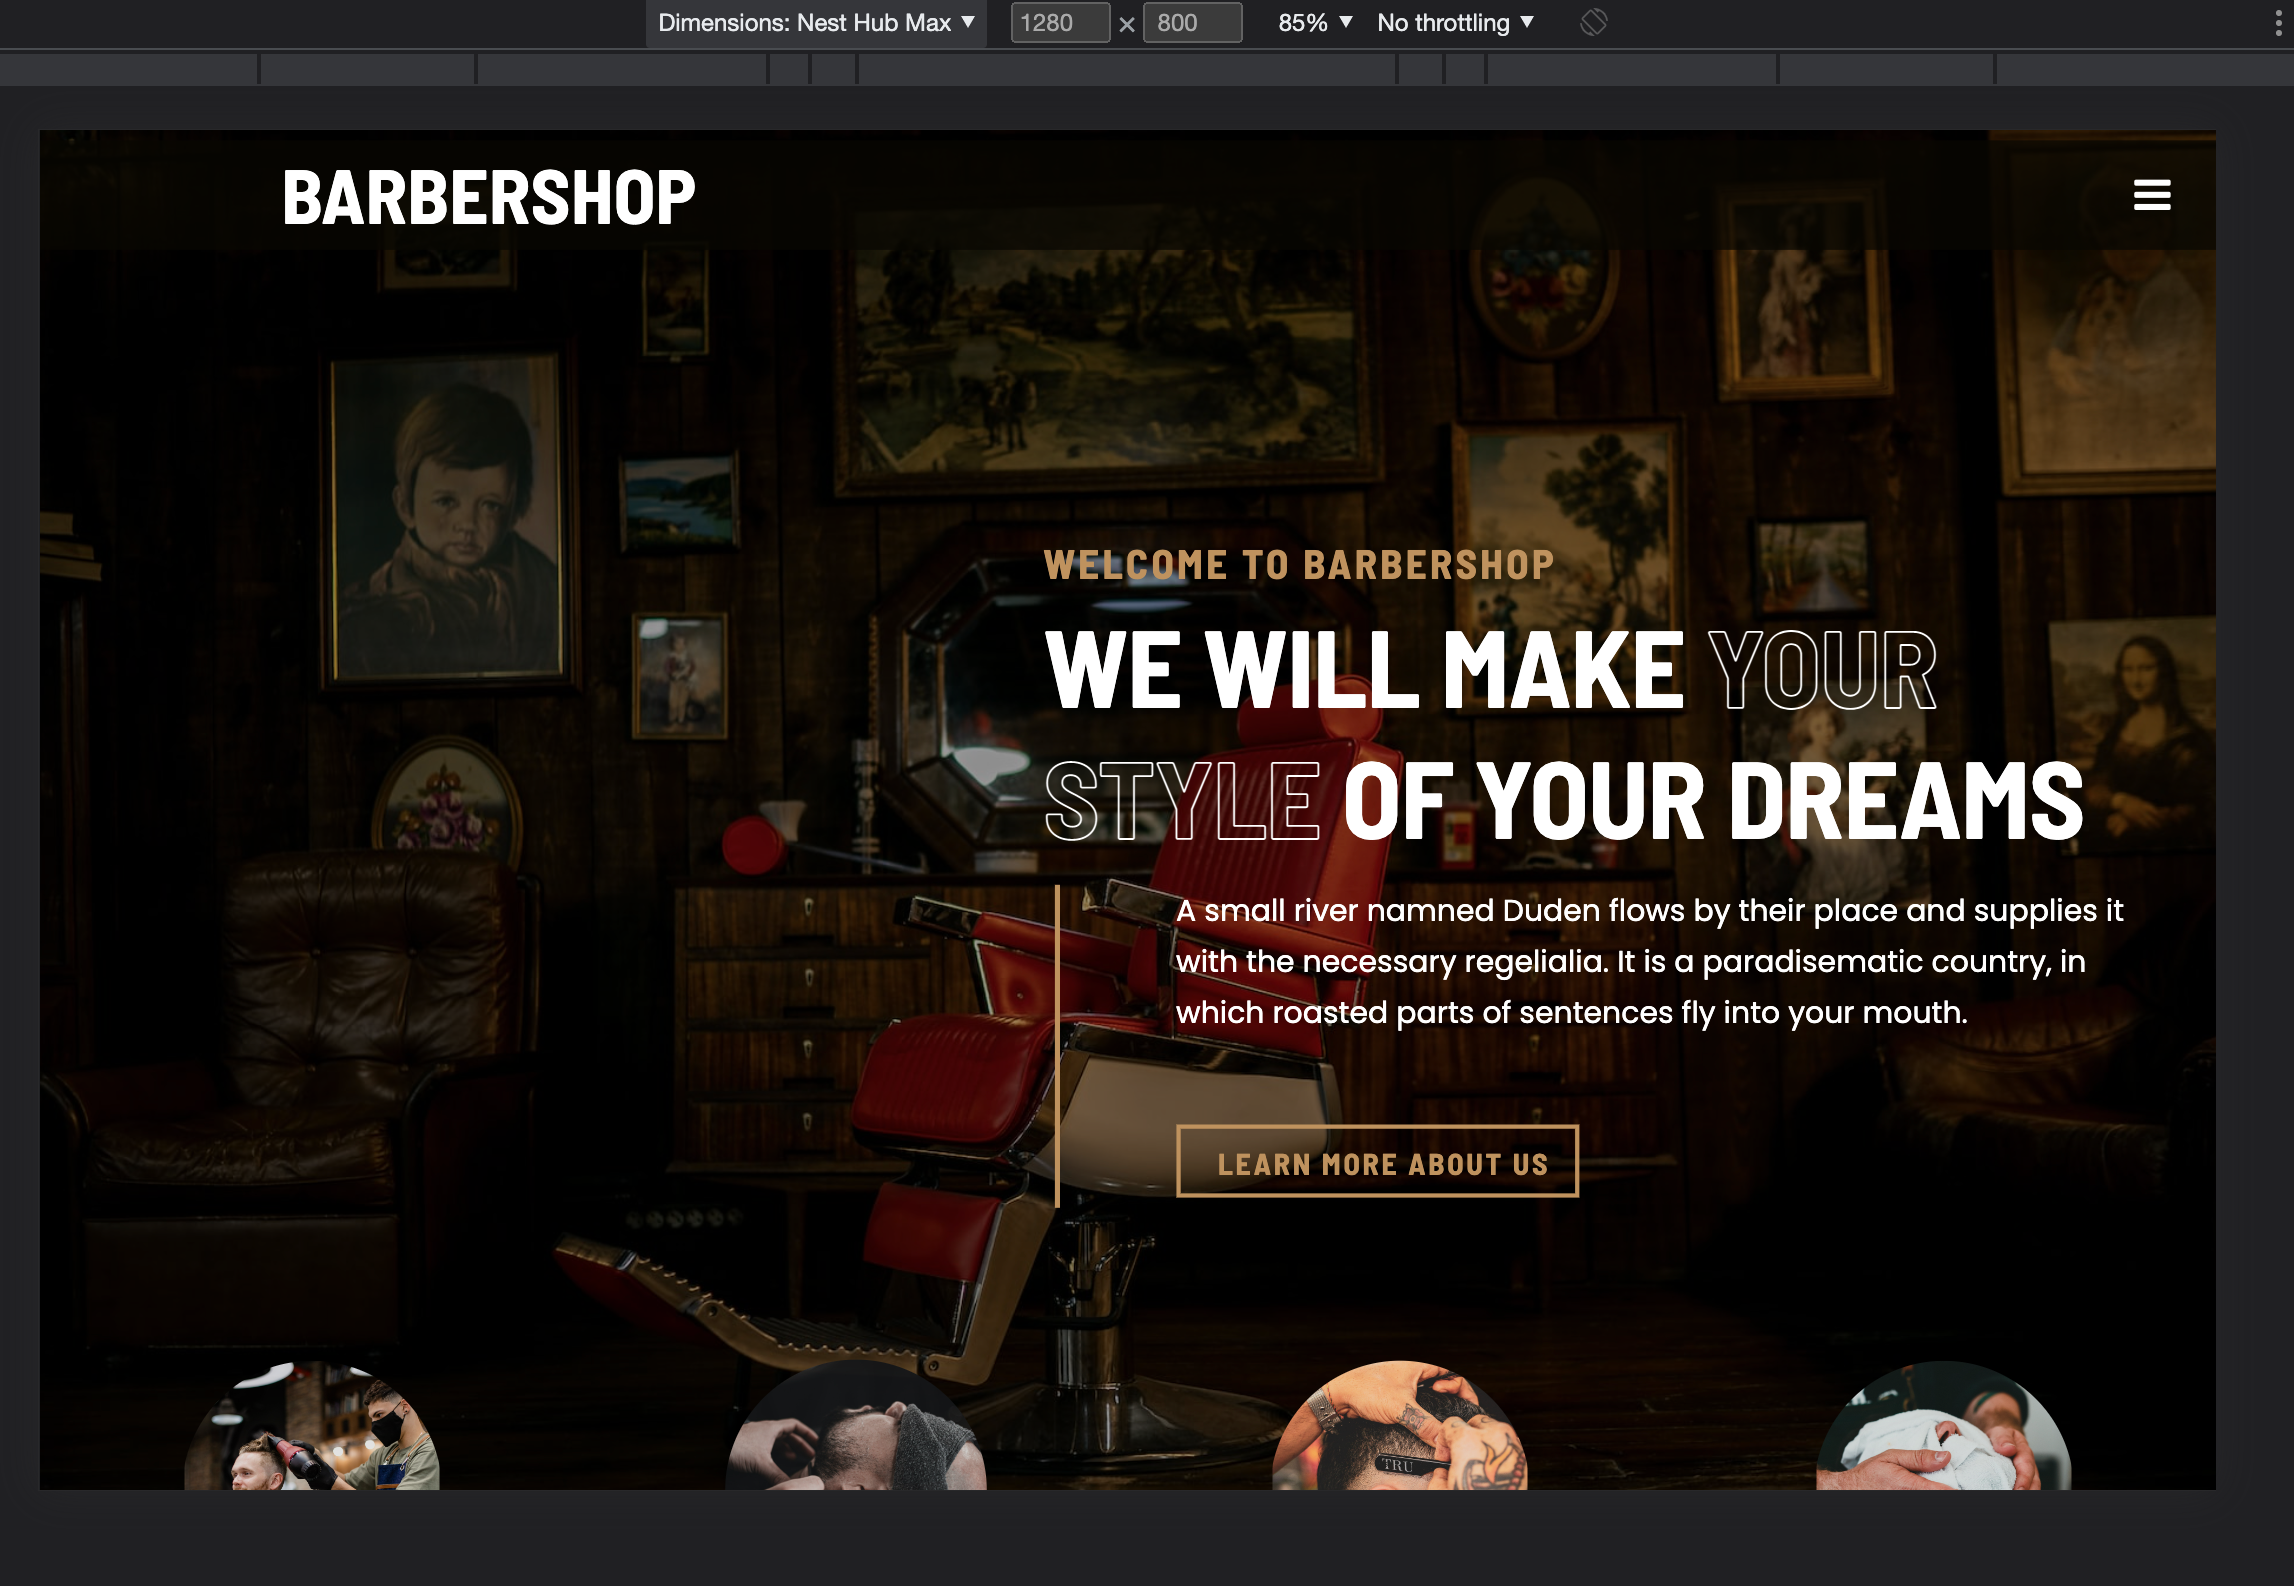 Dimensions: Nest Hub Max ▼ 1280 × 800 85% ▼ No throttling ▼
BARBERSHOP
WELCOME TO BARBERSHOP
WE WILL MAKE YOUR
STYLE OF YOUR DREAMS
A small river namned Duden flows by their place and supplies it
with the necessary regelialia. It is a paradisematic country, in
which roasted parts of sentences fly into your mouth.
LEARN MORE ABOUT US
TRU